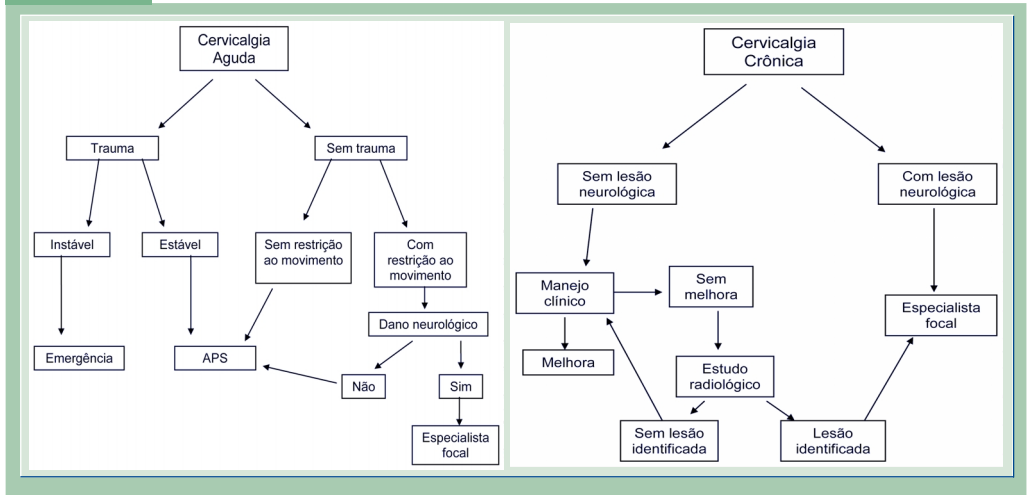 Cervicalgia
Aguda
Trauma
Sem trauma
Instável
Estável
Sem restrição
ao movimento
Com
restrição ao
movimento
Dano neurológico
Emergência
APS
Não
Sim
Especialista
focal
Cervicalgia
Crônica
Sem lesão
neurológica
Com lesão
neurológica
Manejo
clínico
Sem
melhora
Especialista
focal
Melhora
Estudo
radiológico
Sem lesão
identificada
Lesão
identificada